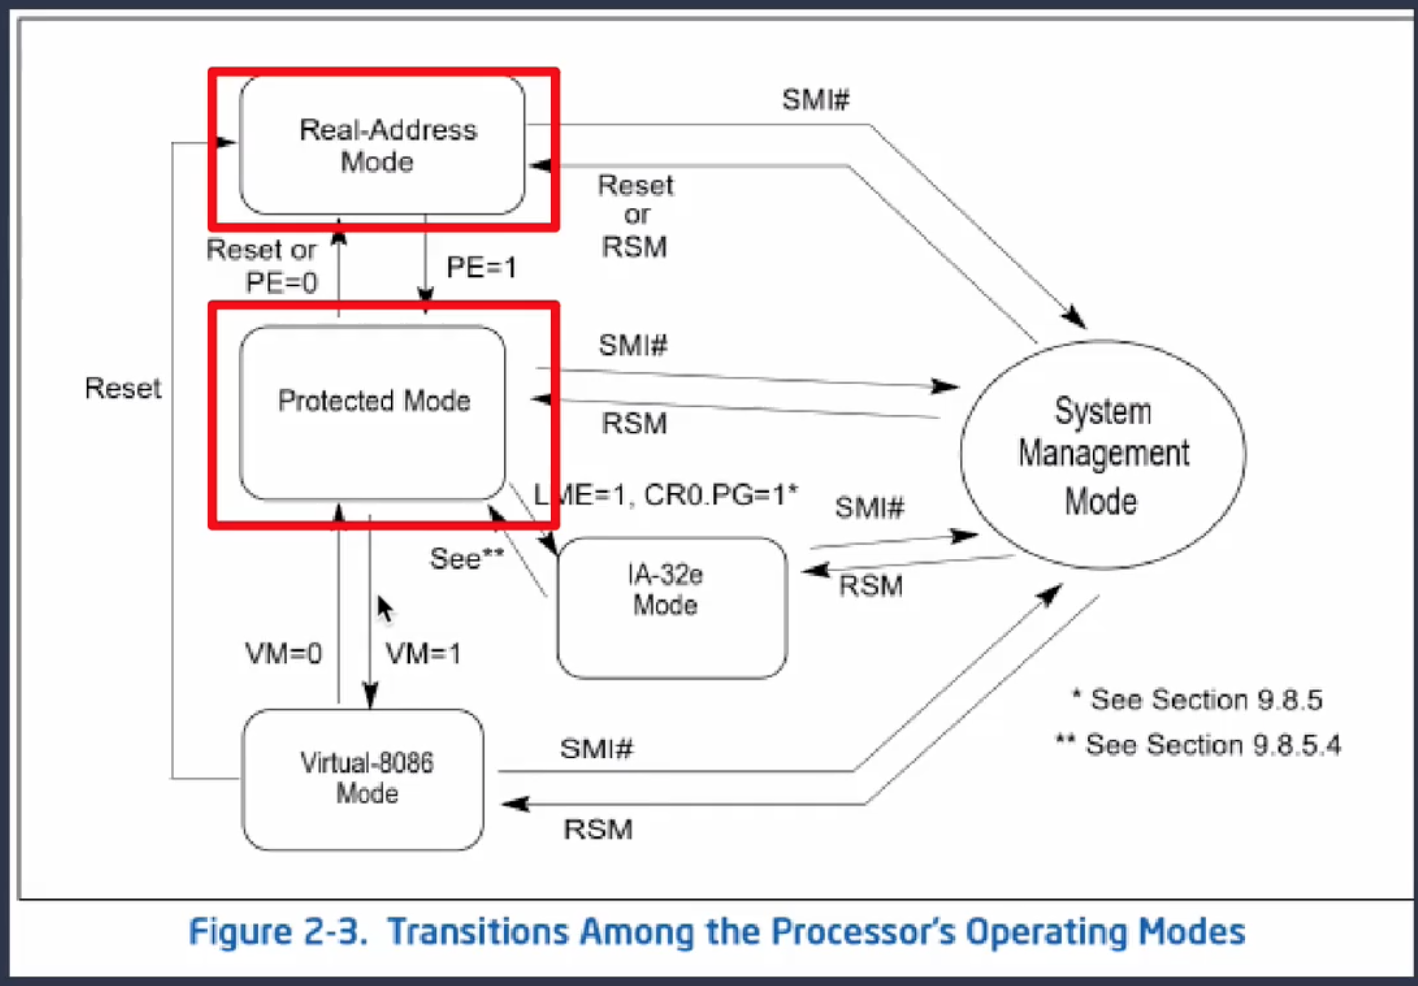 SMI#
Real-Address
Mode
Reset
or
RSM
Reset or
PE=0
PE=1
SMI#
Reset
Protected Mode
RSM
System
Management
Mode
LME=1, CR0.PG=1*
SMI#
See**
IA-32e
Mode
RSM
VM=0
VM=1
* See Section 9.8.5
SMI#
** See Section 9.8.5.4
Virtual-8086
Mode
RSM
Figure 2-3. Transitions Among the Processor's Operating Modes